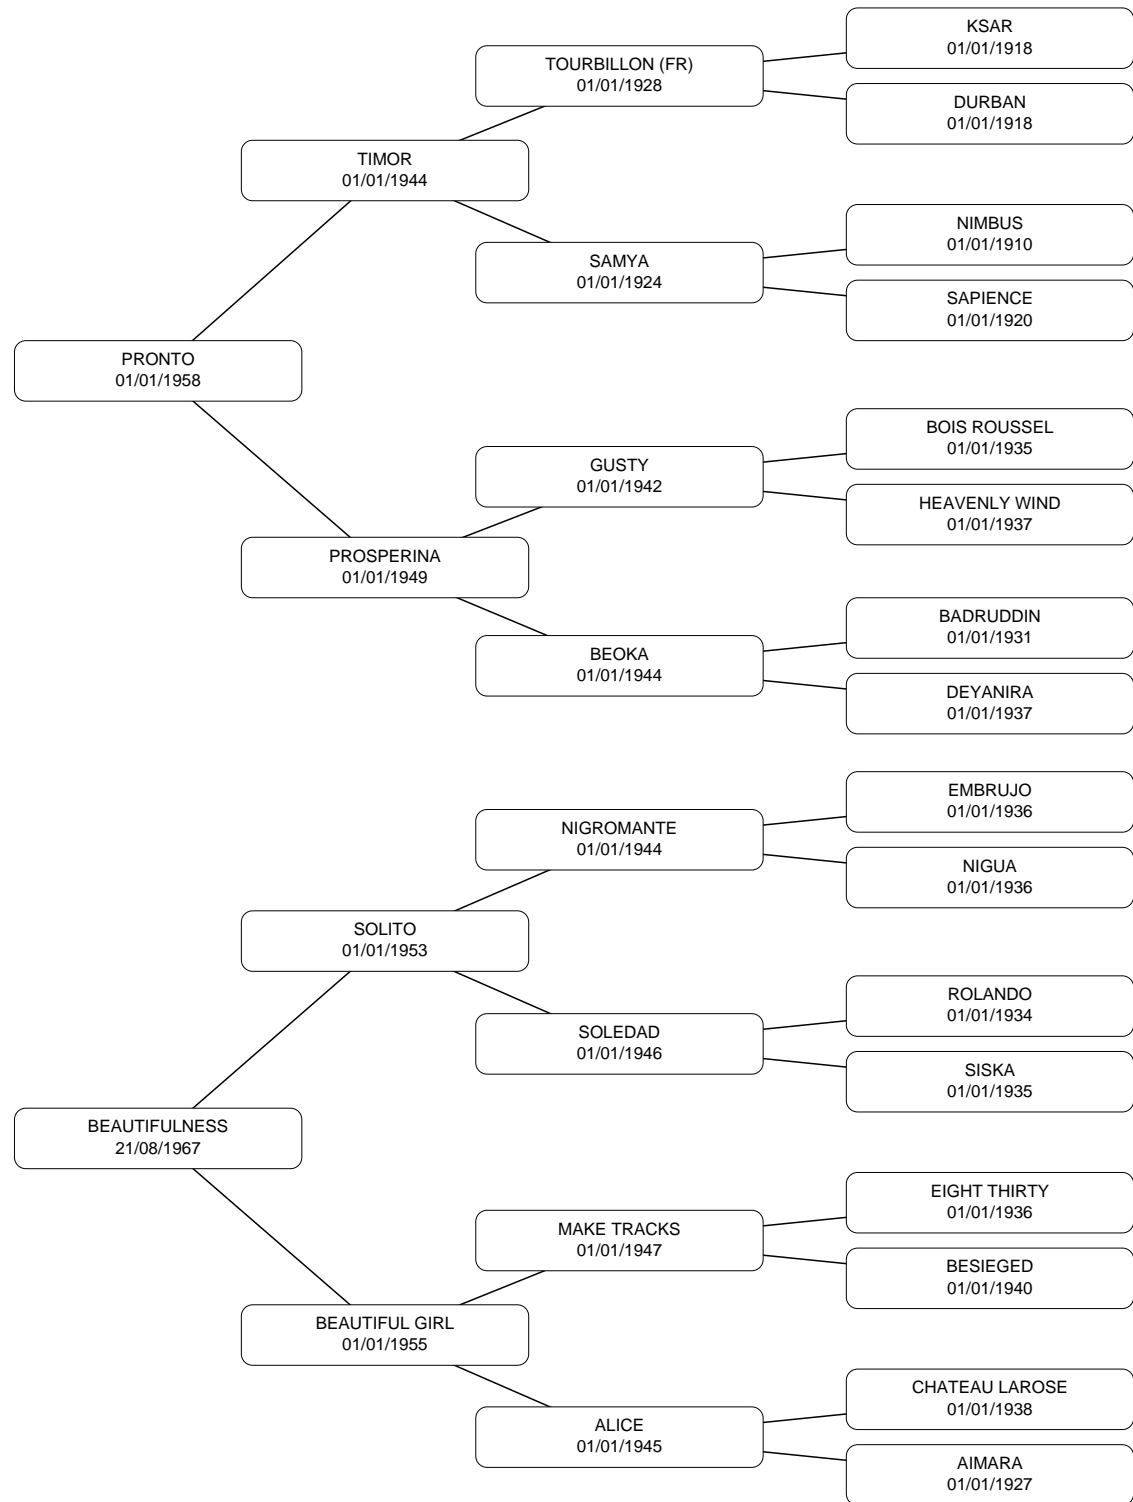 KSAR
01/01/1918
TOURBILLON (FR)
01/01/1928
DURBAN
01/01/1918
TIMOR
01/01/1944
NIMBUS
01/01/1910
SAMYA
01/01/1924
SAPIENCE
01/01/1920
PRONTO
01/01/1958
BOIS ROUSSEL
01/01/1935
GUSTY
01/01/1942
HEAVENLY WIND
01/01/1937
PROSPERINA
01/01/1949
BADRUDDIN
01/01/1931
BEOKA
01/01/1944
DEYANIRA
01/01/1937
EMBRUJO
01/01/1936
NIGROMANTE
01/01/1944
NIGUA
01/01/1936
SOLITO
01/01/1953
ROLANDO
01/01/1934
SOLEDAD
01/01/1946
SISKA
01/01/1935
BEAUTIFULNESS
21/08/1967
EIGHT THIRTY
01/01/1936
MAKE TRACKS
01/01/1947
BESIEGED
01/01/1940
BEAUTIFUL GIRL
01/01/1955
CHATEAU LAROSE
01/01/1938
ALICE
01/01/1945
AIMARA
01/01/1927